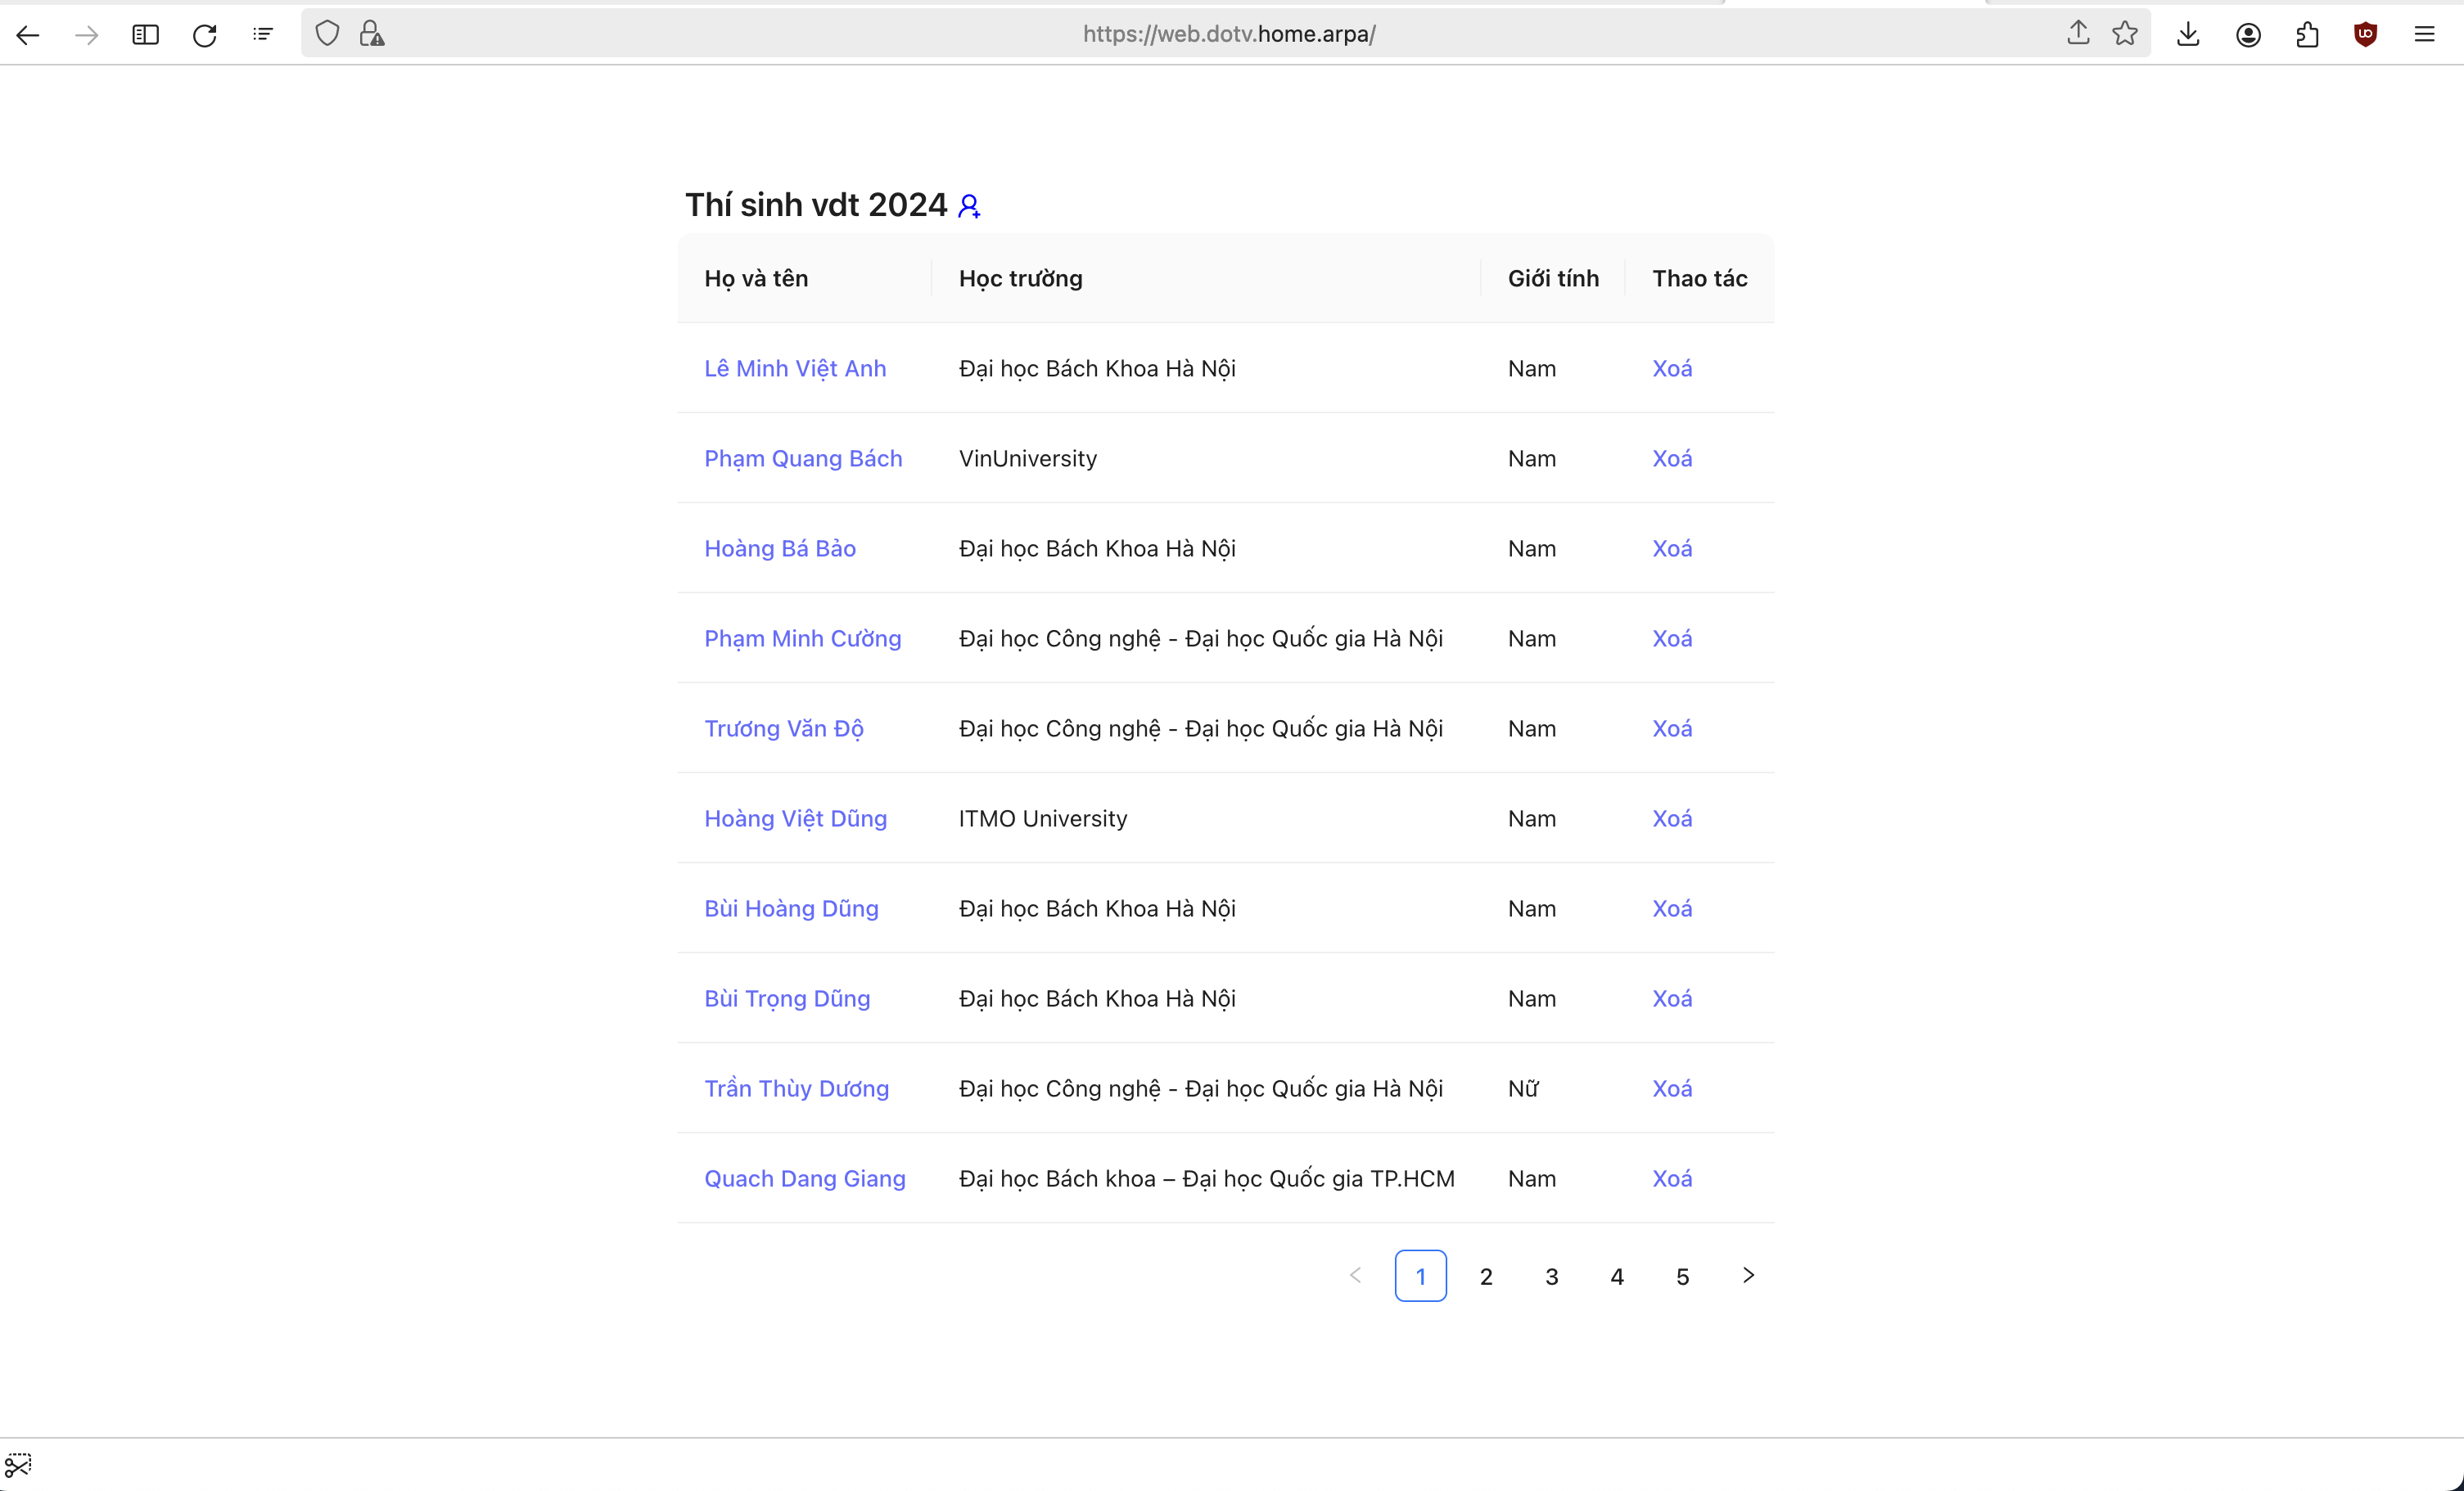 https://web.dotv.home.arpa/
Thí sinh vdt 2024
Họ và tên Học trường Giới tính Thao tác
Lê Minh Việt Anh Đại học Bách Khoa Hà Nội Nam Xoá
Phạm Quang Bách VinUniversity Nam Xoá
Hoàng Bá Bảo Đại học Bách Khoa Hà Nội Nam Xoá
Phạm Minh Cường Đại học Công nghệ - Đại học Quốc gia Hà Nội Nam Xoá
Trương Văn Độ Đại học Công nghệ - Đại học Quốc gia Hà Nội Nam Xoá
Hoàng Việt Dũng ITMO University Nam Xoá
Bùi Hoàng Dũng Đại học Bách Khoa Hà Nội Nam Xoá
Bùi Trọng Dũng Đại học Bách Khoa Hà Nội Nam Xoá
Trần Thùy Dương Đại học Công nghệ - Đại học Quốc gia Hà Nội Nữ Xoá
Quach Dang Giang Đại học Bách khoa – Đại học Quốc gia TP.HCM Nam Xoá
1 2 3 4 5